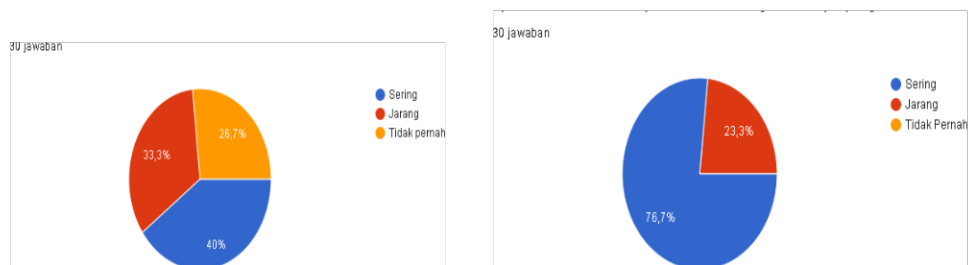 30 jawaban
Sering
Jarang
Tidak pernah
26,7%
33,3%
40%
30 jawaban
Sering
Jarang
Tidak Pernah
23,3%
76,7%